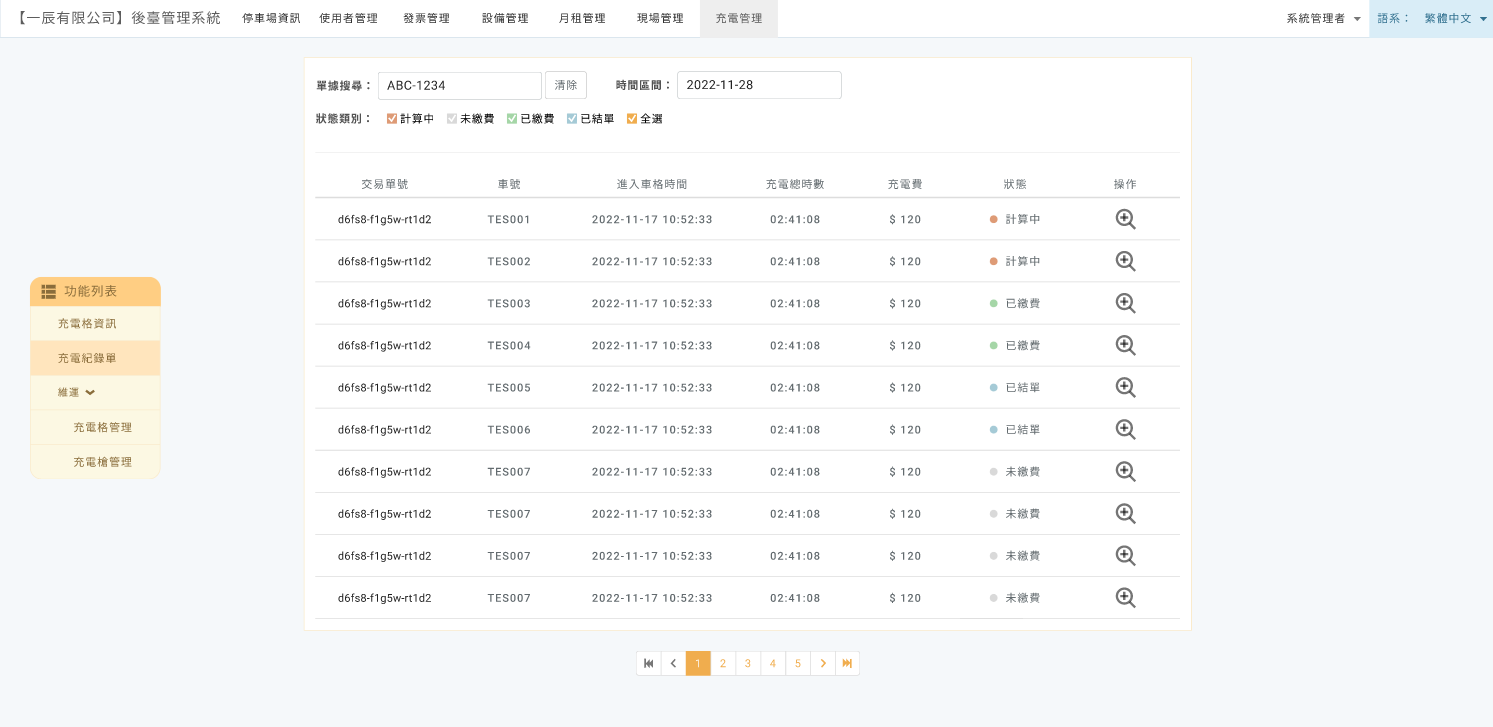 【一辰有限公司】後臺管理系統 停車場資訊 使用者管理 發票管理 設備管理 月租管理 現場管理 充電管理 系統管理者 語系： 繁體中文
單據搜尋： ABC-1234 清除 時間區間： 2022-11-28
狀態類別： 計算中 未繳費 已繳費 已結單 全選
交易單號 車號 進入車格時間 充電總時數 充電費 狀態 操作
d6fs8-f1g5w-rt1d2 TES001 2022-11-17 10:52:33 02:41:08 $ 120 計算中
d6fs8-f1g5w-rt1d2 TES002 2022-11-17 10:52:33 02:41:08 $ 120 計算中
d6fs8-f1g5w-rt1d2 TES003 2022-11-17 10:52:33 02:41:08 $ 120 已繳費
d6fs8-f1g5w-rt1d2 TES004 2022-11-17 10:52:33 02:41:08 $ 120 已繳費
d6fs8-f1g5w-rt1d2 TES005 2022-11-17 10:52:33 02:41:08 $ 120 已結單
d6fs8-f1g5w-rt1d2 TES006 2022-11-17 10:52:33 02:41:08 $ 120 已結單
d6fs8-f1g5w-rt1d2 TES007 2022-11-17 10:52:33 02:41:08 $ 120 未繳費
d6fs8-f1g5w-rt1d2 TES007 2022-11-17 10:52:33 02:41:08 $ 120 未繳費
d6fs8-f1g5w-rt1d2 TES007 2022-11-17 10:52:33 02:41:08 $ 120 未繳費
d6fs8-f1g5w-rt1d2 TES007 2022-11-17 10:52:33 02:41:08 $ 120 未繳費
功能列表
充電格資訊
充電紀錄單
維運
充電格管理
充電槍管理
1 2 3 4 5